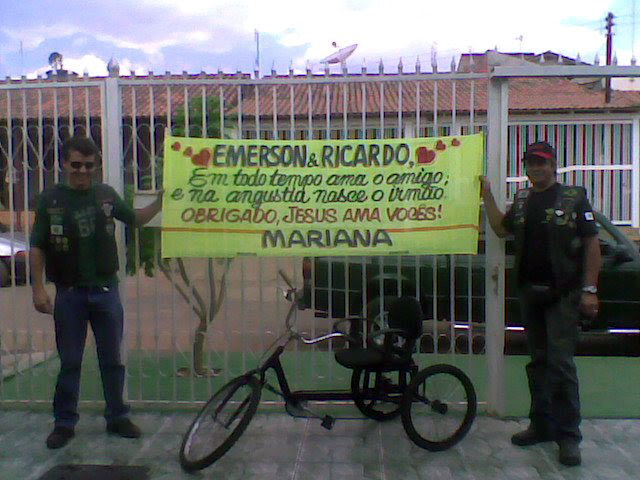 EMERSON & RICARDO,
Em todo tempo ama o amigo;
e na angustia nasce o irmão.
OBRIGADO, JESUS AMA VOCÊS!
MARIANA